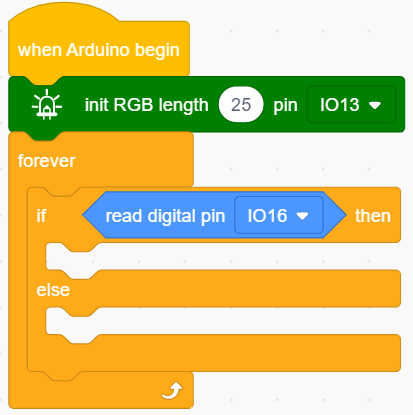 when Arduino begin
init RGB length 25 pin IO13
forever
if read digital pin IO16 then
else